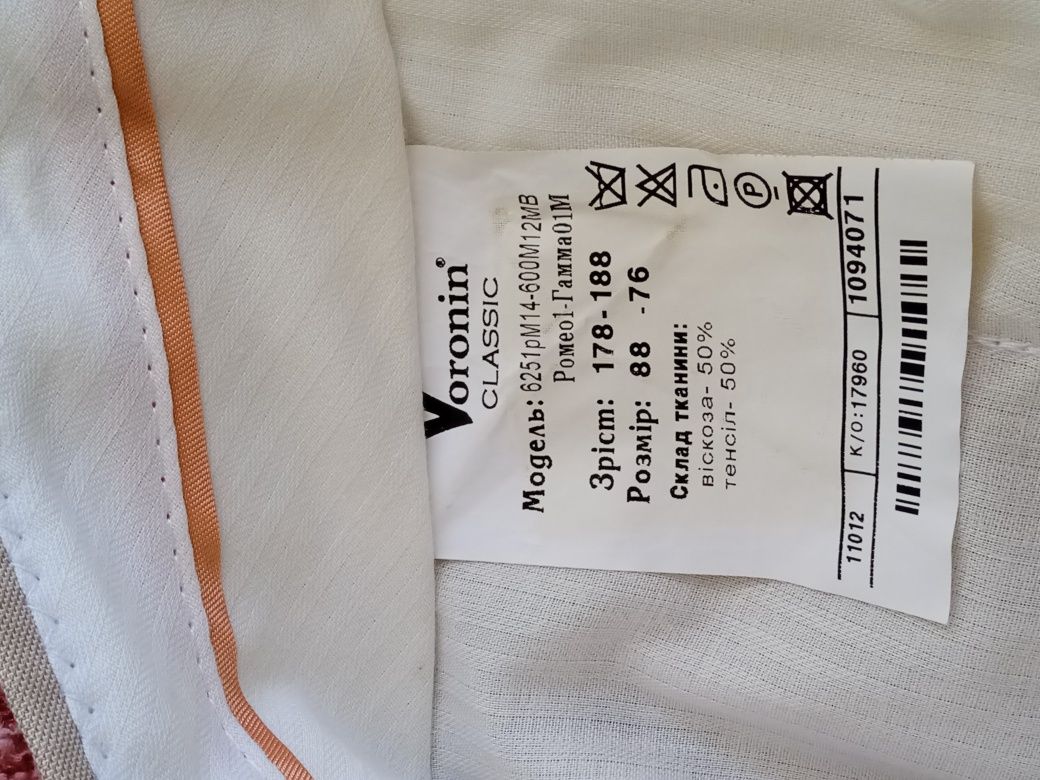 Voronin®
CLASSIC
Модель: 6251рМ14-600М12МВ
Ромео1-Гамма01М
Зріст: 178-188
Розмір: 88 -76
Склад тканини:
віскоза- 50%
тенсіл- 50%
P
11012 К/О:17960 1094071